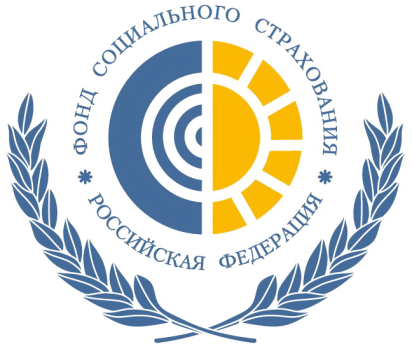 ФОНД СОЦИАЛЬНОГО СТРАХОВАНИЯ
РОССИЙСКАЯ ФЕДЕРАЦИЯ